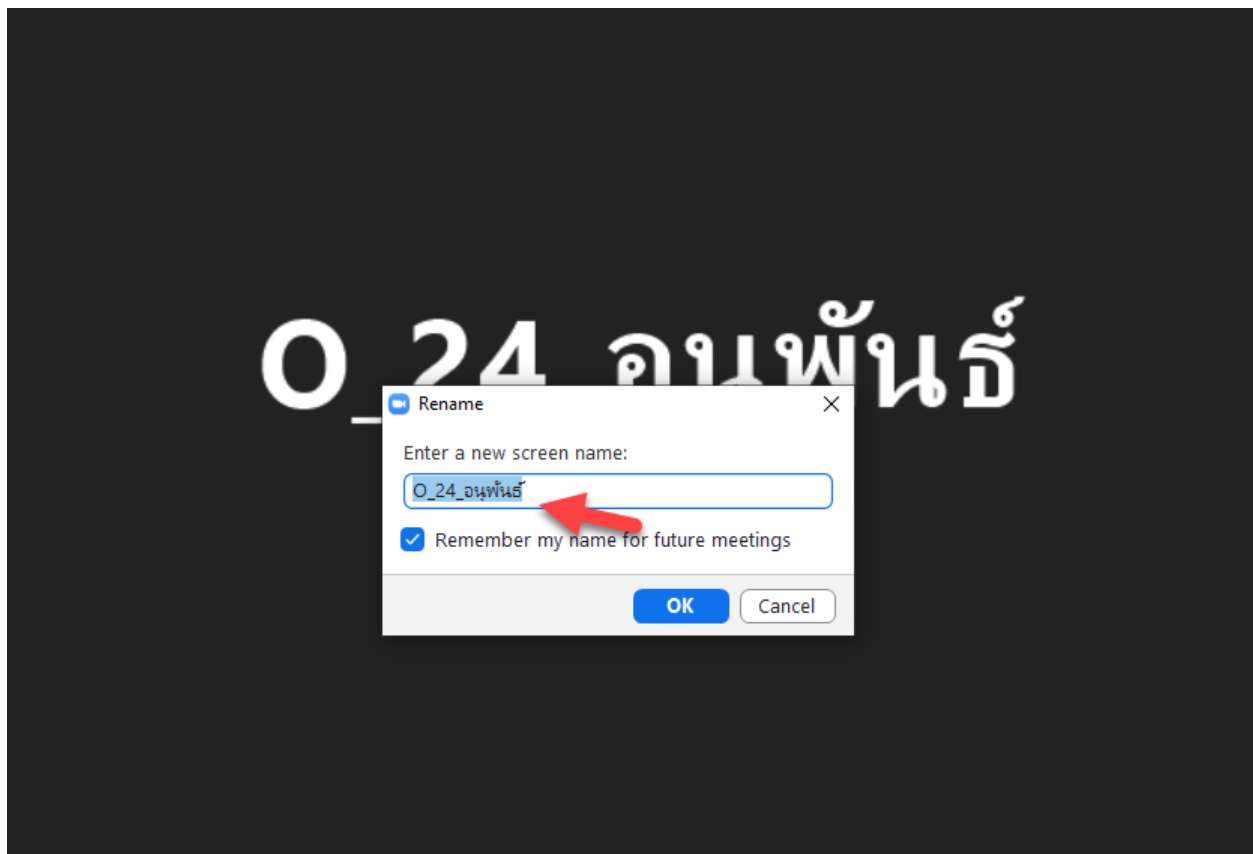 O_24_อนุพันธ์
Rename
Enter a new screen name:
O_24_อนุพันธ์
Remember my name for future meetings
OK
Cancel